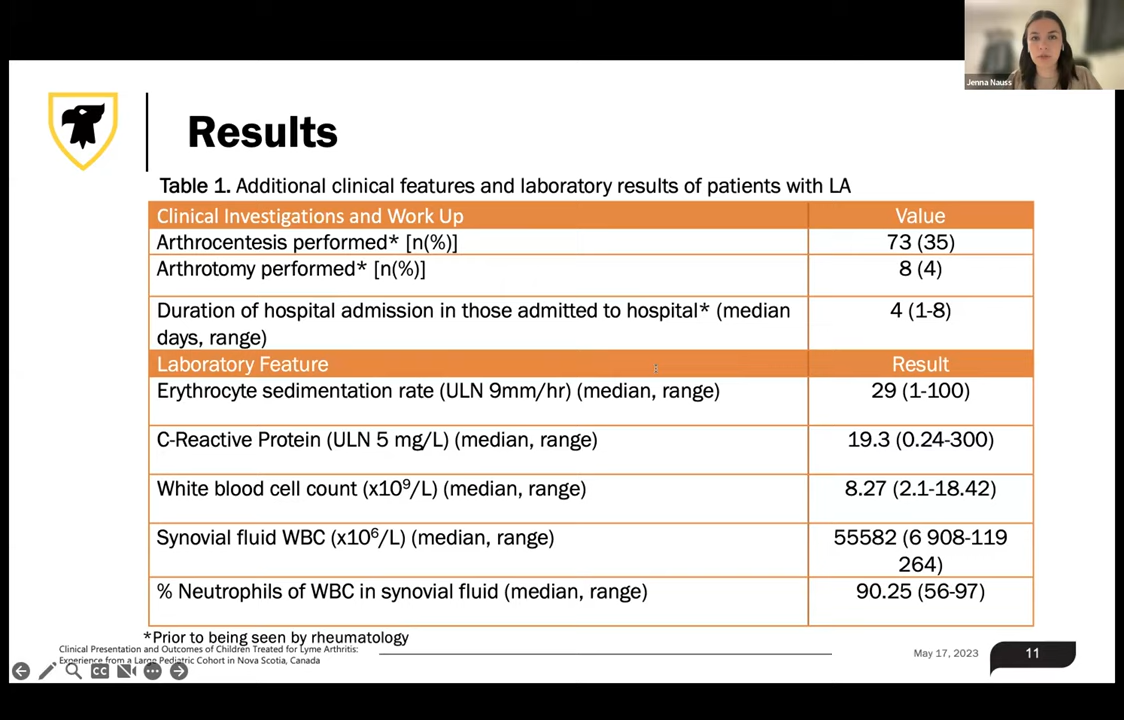 Jenna Nauss
Results
Table 1. Additional clinical features and laboratory results of patients with LA
Clinical Investigations and Work Up Value
Arthrocentesis performed* [n(%)] 73 (35)
Arthrotomy performed* [n(%)] 8 (4)
Duration of hospital admission in those admitted to hospital* (median 4 (1-8)
days, range)
Laboratory Feature Result
Erythrocyte sedimentation rate (ULN 9mm/hr) (median, range) 29 (1-100)
C-Reactive Protein (ULN 5 mg/L) (median, range) 19.3 (0.24-300)
White blood cell count (x10⁹/L) (median, range) 8.27 (2.1-18.42)
Synovial fluid WBC (x10⁶/L) (median, range) 55582 (6 908-119
264)
% Neutrophils of WBC in synovial fluid (median, range) 90.25 (56-97)
*Prior to being seen by rheumatology
Clinical Presentation and Outcomes of Children Treated for Lyme Arthritis:
Experience from a Large Pediatric Cohort in Nova Scotia, Canada
May 17, 2023 11
CC